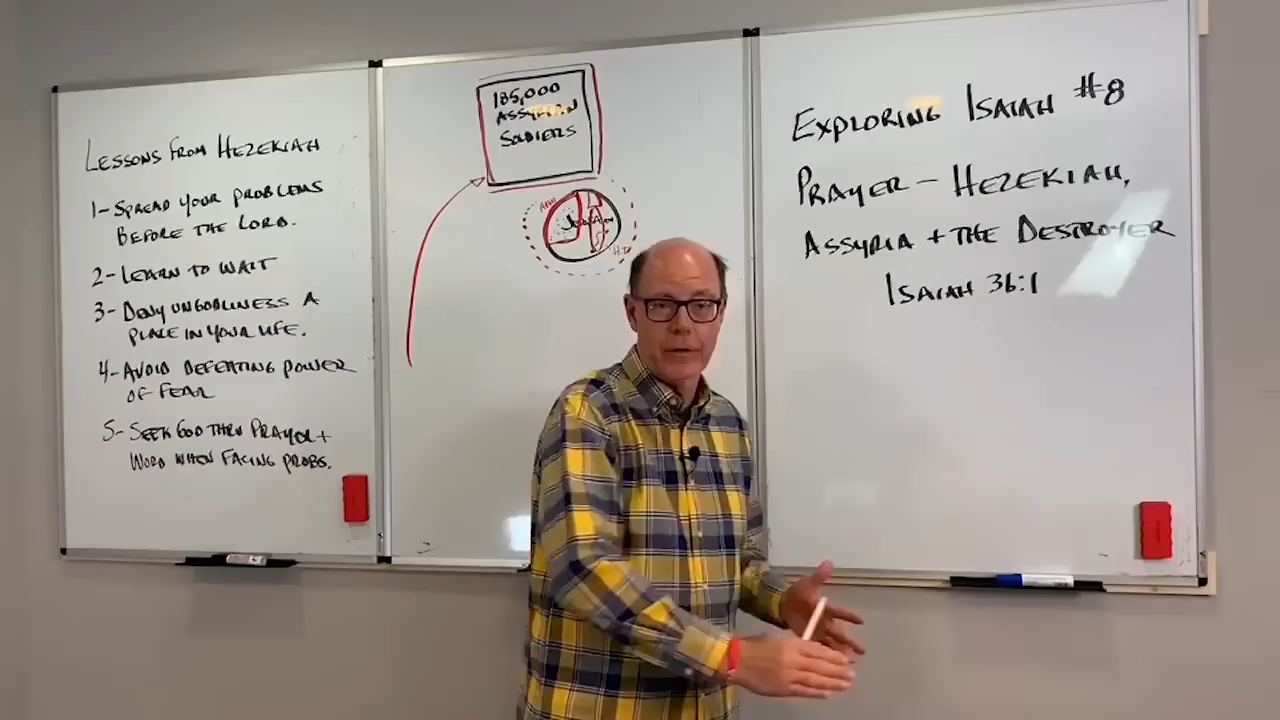 Lessons from Hezekiah
1- Spread your problems
before the Lord.
2- Learn to wait
3- Deny ungodliness a
place in your life.
4- Avoid defeating power
of fear
5- Seek God thru prayer +
Word when facing probs.
185,000
Assyrian
Soldiers
Exploring Isaiah #8
Prayer - Hezekiah,
Assyria + the Destroyer
Isaiah 36:1